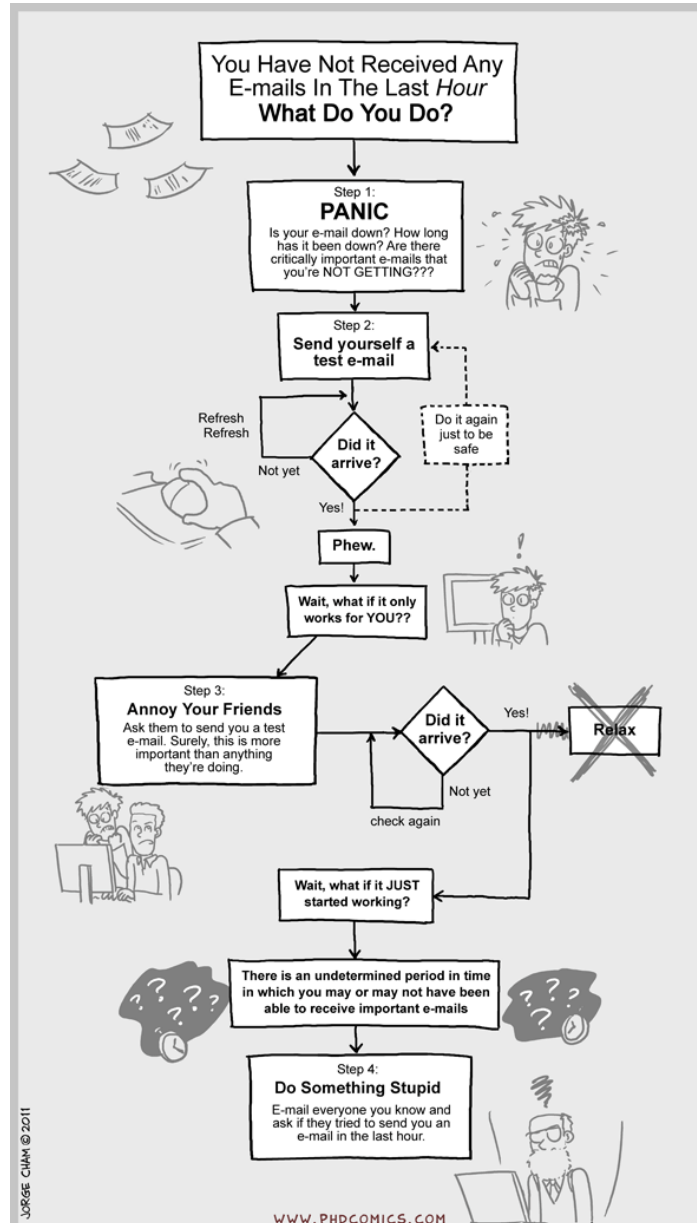 You Have Not Received Any
E-mails In The Last Hour
What Do You Do?
Step 1:
PANIC
Is your e-mail down? How long
has it been down? Are there
critically important e-mails that
you're NOT GETTING???
Step 2:
Send yourself a
test e-mail
Do it again
just to be
safe
Refresh
Refresh
Did it
arrive?
Not yet
Yes!
Phew.
!
Wait, what if it only
works for YOU??
Step 3:
Annoy Your Friends
Ask them to send you a test
e-mail. Surely, this is more
important than anything
they're doing.
Did it
arrive?
Yes!
Relax
Not yet
check again
Wait, what if it JUST
started working?
There is an undetermined period in time
in which you may or may not have been
able to receive important e-mails
? ? ? ?
? ? ? ?
Step 4:
Do Something Stupid
E-mail everyone you know and
ask if they tried to send you an
e-mail in the last hour.
JORGE CHAM © 2011
WWW.PHDCOMICS.COM